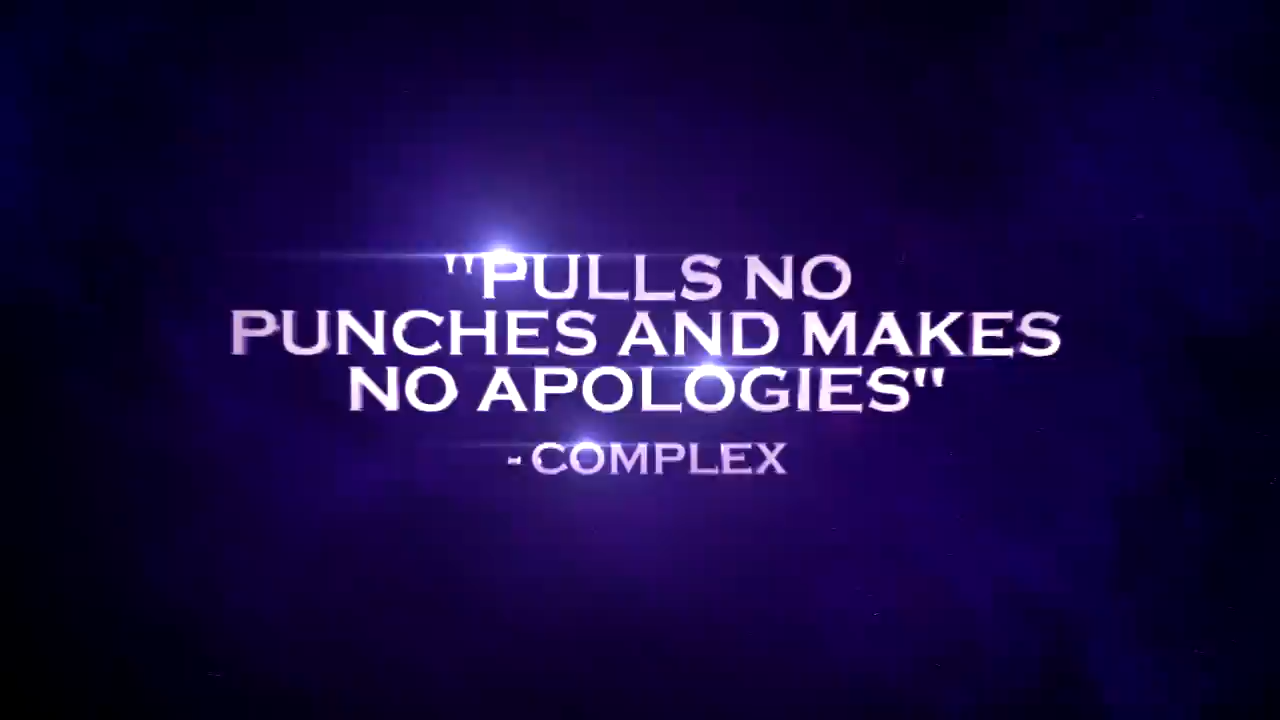 "PULLS NO
PUNCHES AND MAKES
NO APOLOGIES"
- COMPLEX